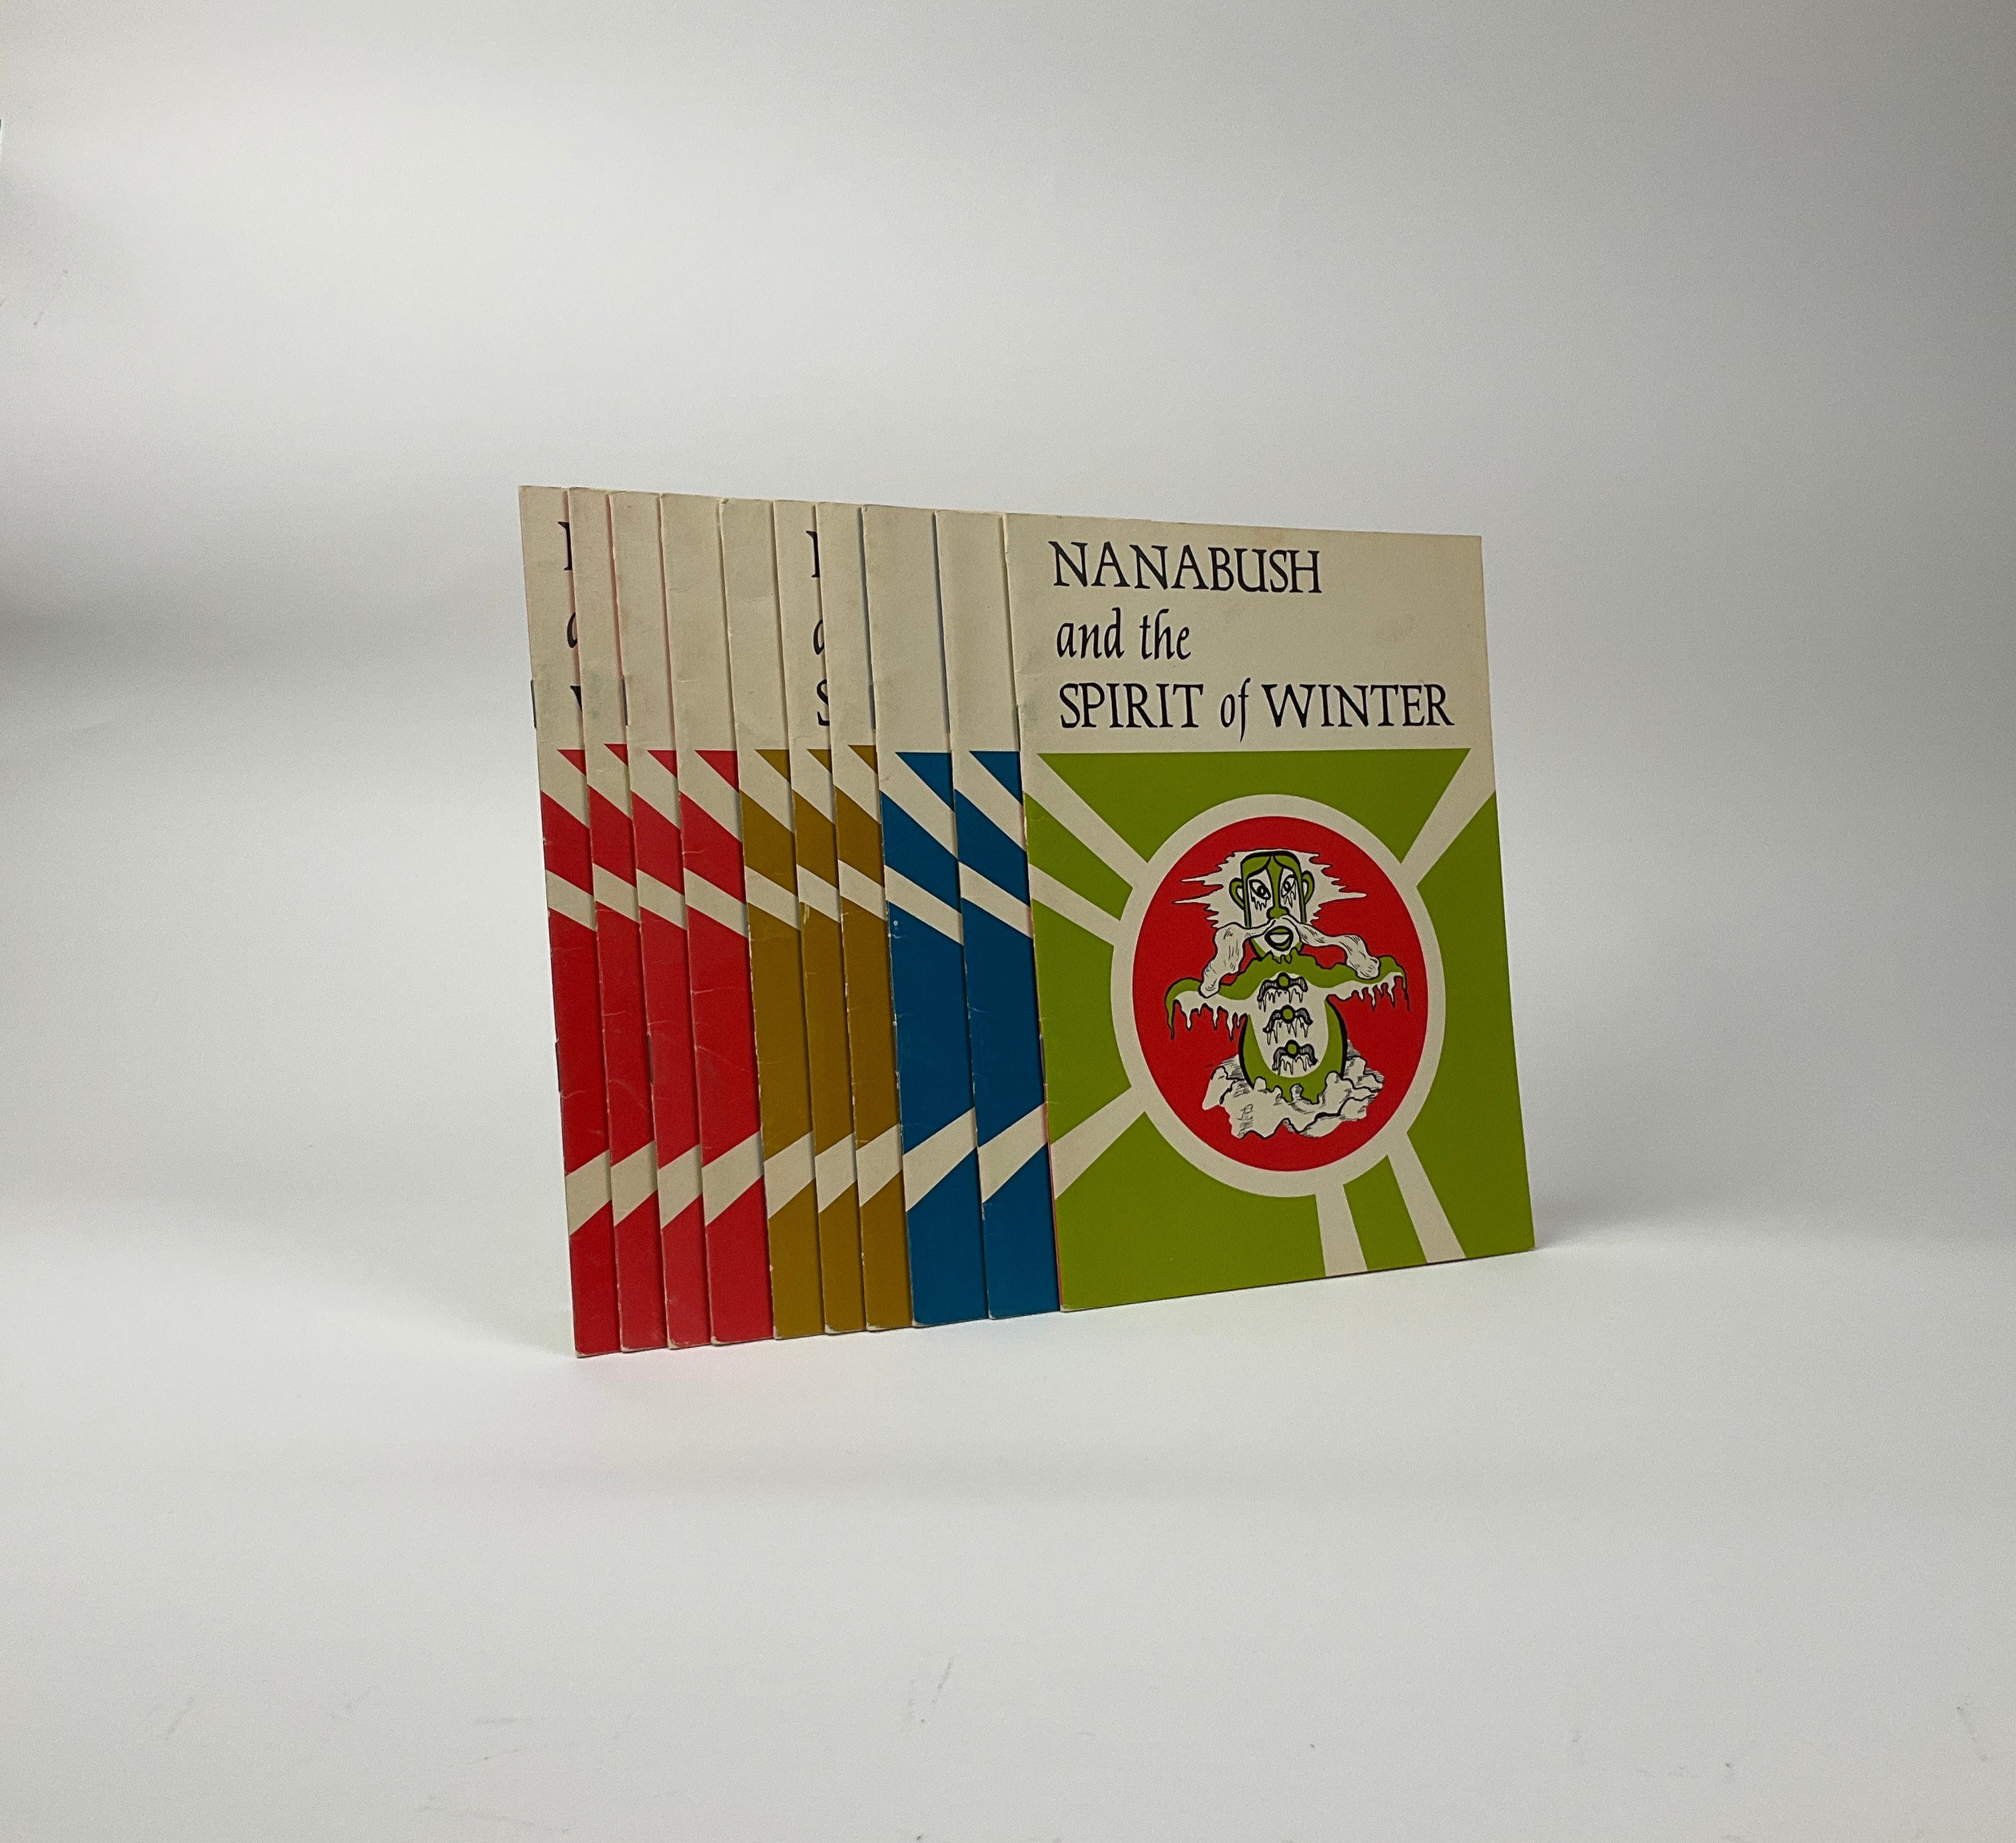 NANABUSH
and the
SPIRIT of WINTER